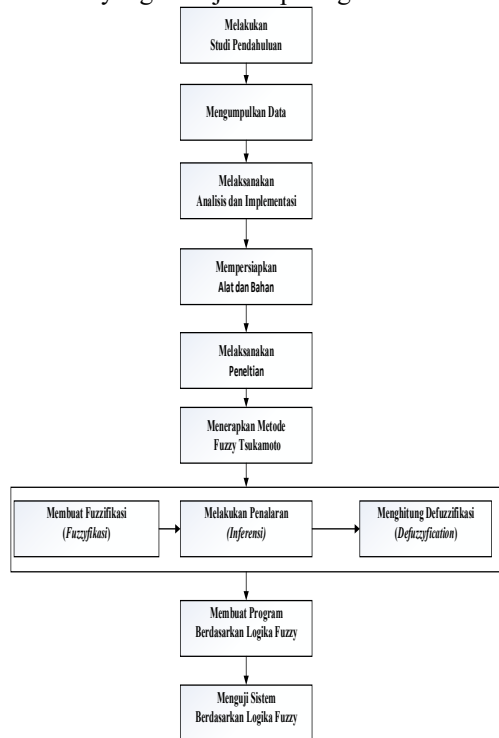 Melakukan
Studi Pendahuluan
Mengumpulkan Data
Melaksanakan
Analisis dan Implementasi
Mempersiapkan
Alat dan Bahan
Melaksanakan
Peneltian
Menerapkan Metode
Fuzzy Tsukamoto
Membuat Fuzzifikasi
(Fuzzyfikasi)
Melakukan Penalaran
(Inferensi)
Menghitung Defuzzifikasi
(Defuzzyfication)
Membuat Program
Berdasarkan Logika Fuzzy
Menguji Sistem
Berdasarkan Logika Fuzzy